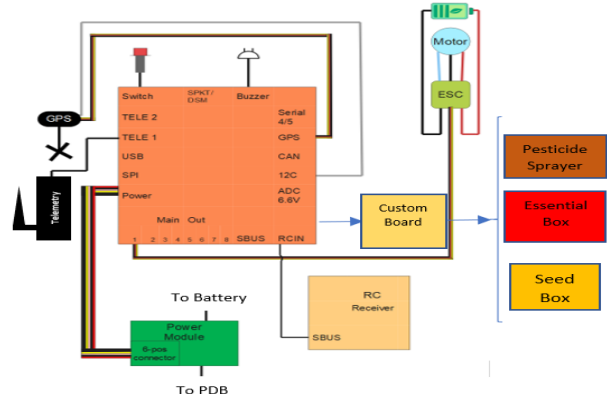 Motor
ESC
Switch
SPKT/
DSM
Buzzer
Serial
4/5
TELE 2
GPS
TELE 1
GPS
USB
CAN
SPI
12C
Power
ADC
6.6V
Telemetry
Main Out
1 2 3 4 5 6 7 8 SBUS RCIN
Custom
Board
Pesticide
Sprayer
Essential
Box
Seed
Box
To Battery
Power
Module
6-pos
connector
To PDB
RC
Receiver
SBUS